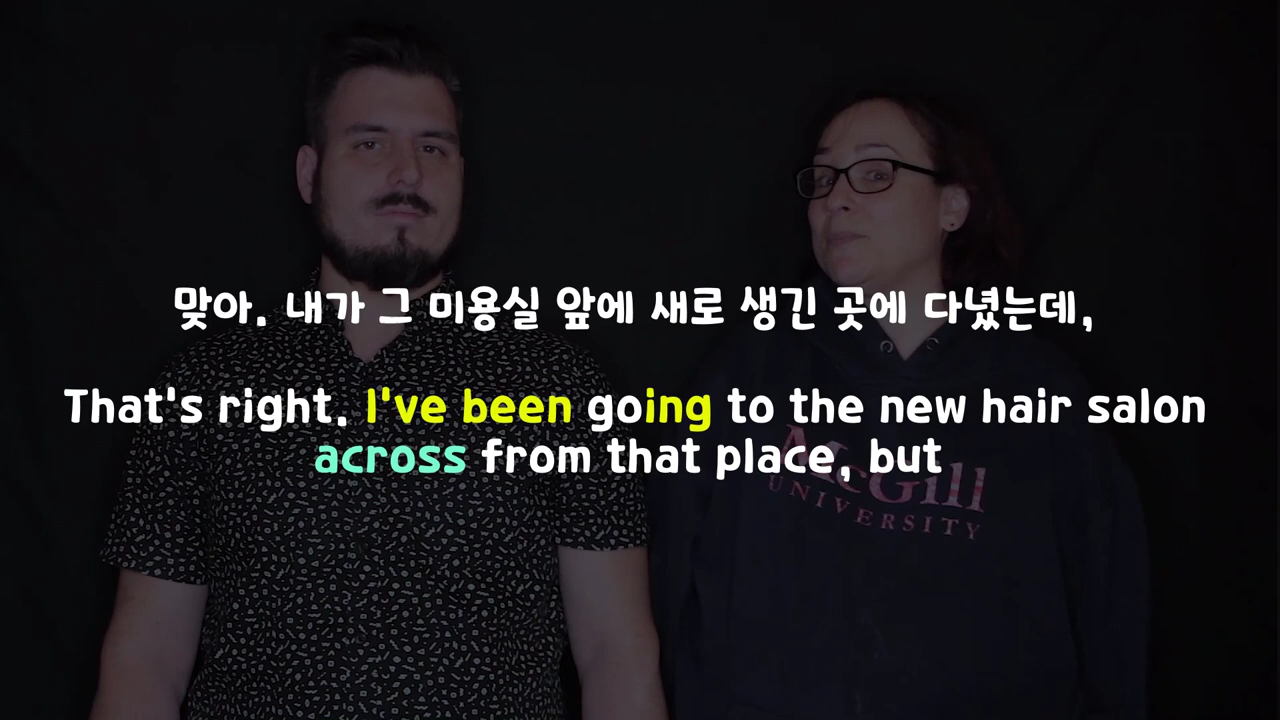 맞아. 내가 그 미용실 앞에 새로 생긴 곳에 다녔는데,
That's right. I've been going to the new hair salon
across from that place, but
McGill
UNIVERSITY